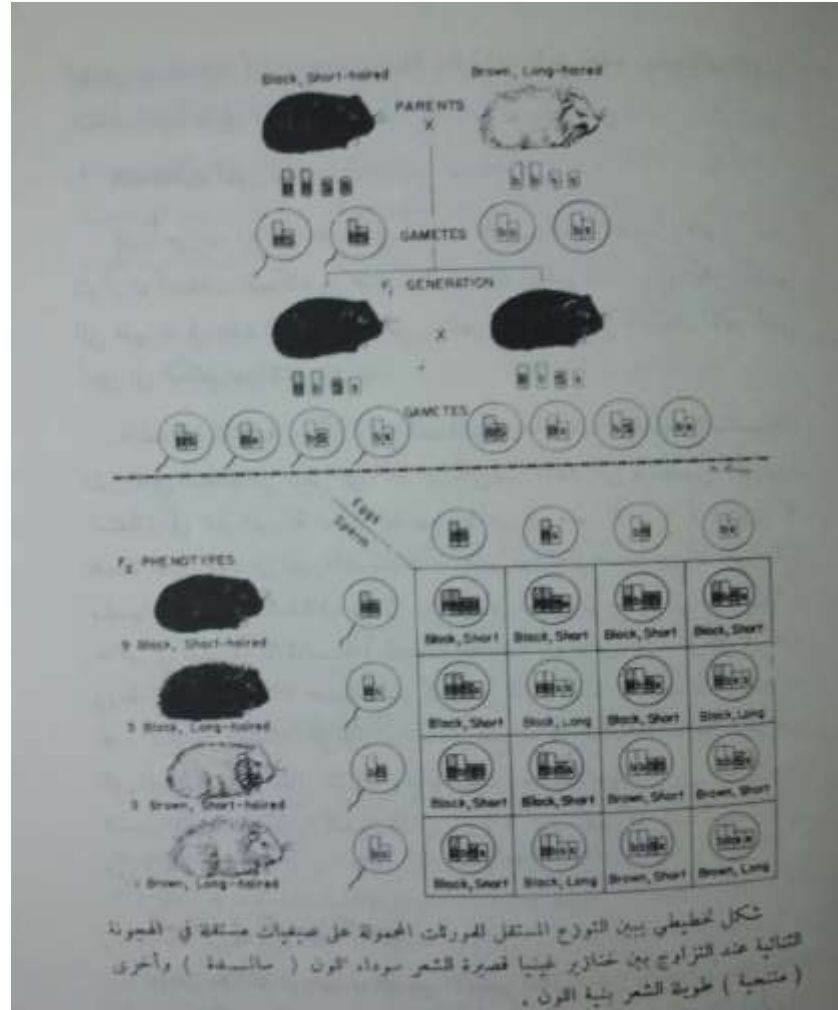 Black, Short-haired
Brown, Long-haired
PARENTS
X
GAMETES
F₁ GENERATION
X
GAMETES
Eggs
Sperm
F₂ PHENOTYPES
9 Black, Short-haired
3 Black, Long-haired
3 Brown, Short-haired
1 Brown, Long-haired
Black, Short Black, Short Black, Short Black, Short
Black, Short Black, Long Black, Short Black, Long
Black, Short Black, Short Brown, Short Brown, Short
Black, Short Black, Long Brown, Short Brown, Long
شكل تخطيطي يبين التوزع المستقل للمورثات المحمولة على صبغيات مستقلة في الهجونة
الثنائية عند التزاوج بين خنازير غينيا قصيرة الشعر سوداء اللون ( سائدة ) وأخرى
( متنحية ) طويلة الشعر بنية اللون .